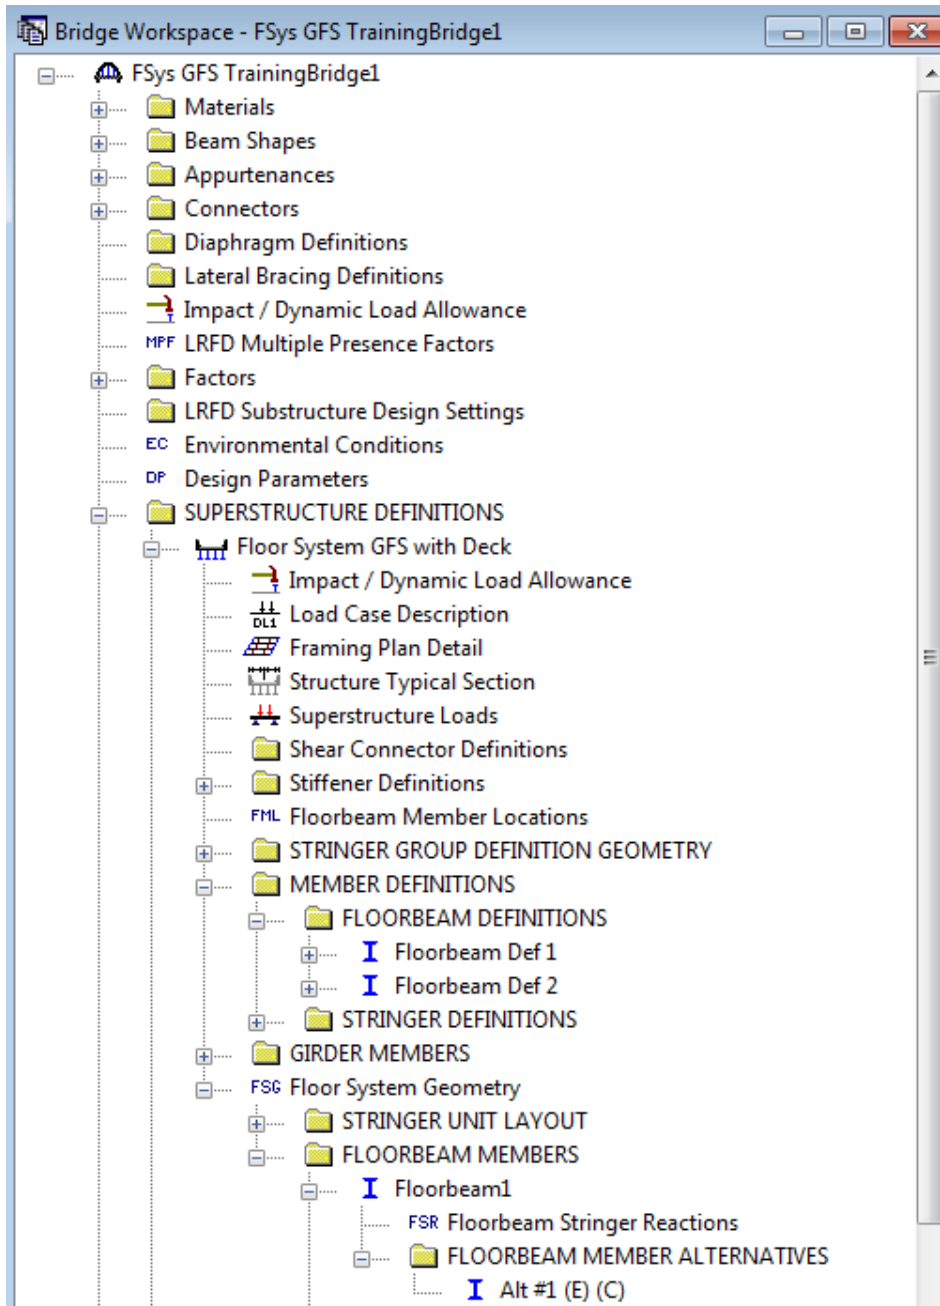 Bridge Workspace - FSys GFS TrainingBridge1
FSys GFS TrainingBridge1
Materials
Beam Shapes
Appurtenances
Connectors
Diaphragm Definitions
Lateral Bracing Definitions
Impact / Dynamic Load Allowance
MPF LRFD Multiple Presence Factors
Factors
LRFD Substructure Design Settings
EC Environmental Conditions
DP Design Parameters
SUPERSTRUCTURE DEFINITIONS
Floor System GFS with Deck
Impact / Dynamic Load Allowance
DL1 Load Case Description
Framing Plan Detail
Structure Typical Section
Superstructure Loads
Shear Connector Definitions
Stiffener Definitions
FML Floorbeam Member Locations
STRINGER GROUP DEFINITION GEOMETRY
MEMBER DEFINITIONS
FLOORBEAM DEFINITIONS
Floorbeam Def 1
Floorbeam Def 2
STRINGER DEFINITIONS
GIRDER MEMBERS
FSG Floor System Geometry
STRINGER UNIT LAYOUT
FLOORBEAM MEMBERS
Floorbeam1
FSR Floorbeam Stringer Reactions
FLOORBEAM MEMBER ALTERNATIVES
Alt #1 (E) (C)